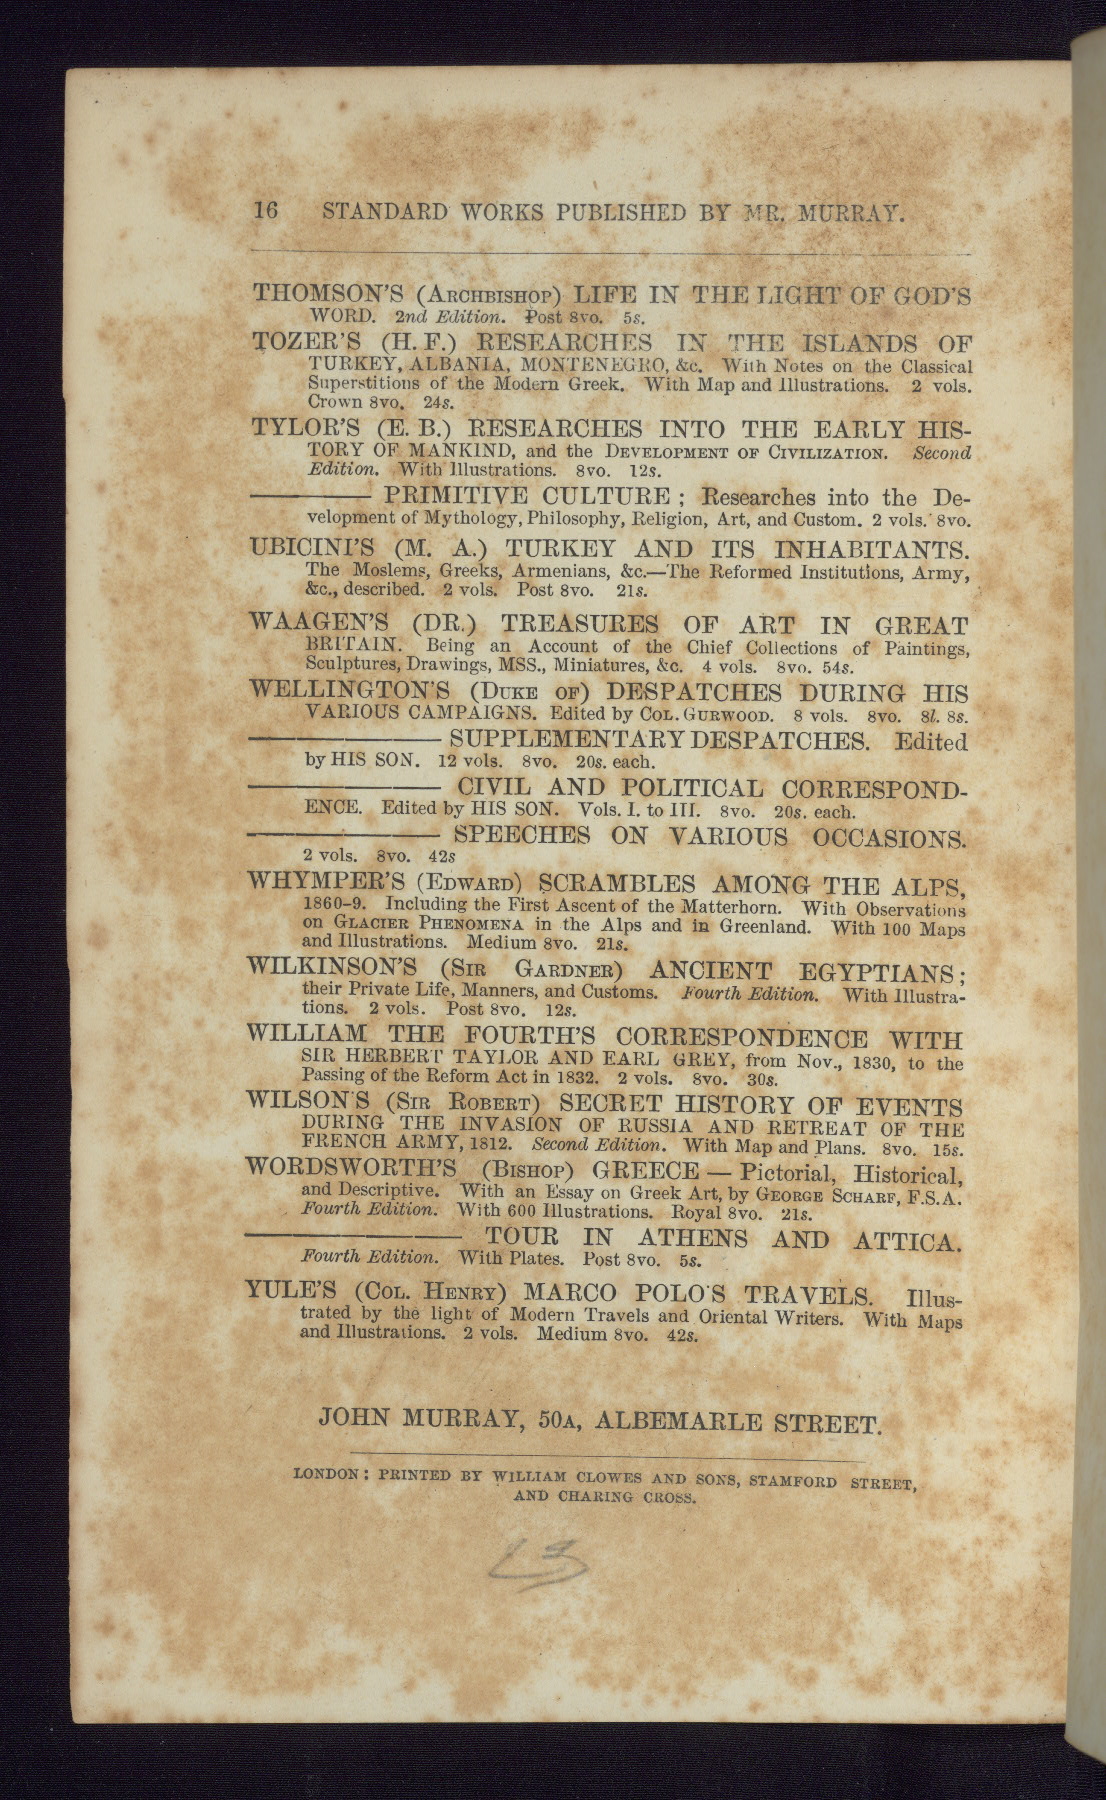 16 STANDARD WORKS PUBLISHED BY MR. MURRAY.
THOMSON'S (ARCHBISHOP) LIFE IN THE LIGHT OF GOD'S
WORD. 2nd Edition. Post 8vo. 5s.
TOZER'S (H. F.) RESEARCHES IN THE ISLANDS OF
TURKEY, ALBANIA, MONTENEGRO, &c. With Notes on the Classical
Superstitions of the Modern Greek. With Map and Illustrations. 2 vols.
Crown 8vo. 24s.
TYLOR'S (E. B.) RESEARCHES INTO THE EARLY HIS-
TORY OF MANKIND, and the DEVELOPMENT OF CIVILIZATION. Second
Edition. With Illustrations. 8vo. 12s.
——— PRIMITIVE CULTURE; Researches into the De-
velopment of Mythology, Philosophy, Religion, Art, and Custom. 2 vols. 8vo.
UBICINI'S (M. A.) TURKEY AND ITS INHABITANTS.
The Moslems, Greeks, Armenians, &c.—The Reformed Institutions, Army,
&c., described. 2 vols. Post 8vo. 21s.
WAAGEN'S (DR.) TREASURES OF ART IN GREAT
BRITAIN. Being an Account of the Chief Collections of Paintings,
Sculptures, Drawings, MSS., Miniatures, &c. 4 vols. 8vo. 54s.
WELLINGTON'S (DUKE OF) DESPATCHES DURING HIS
VARIOUS CAMPAIGNS. Edited by COL. GURWOOD. 8 vols. 8vo. 8l. 8s.
———— SUPPLEMENTARY DESPATCHES. Edited
by HIS SON. 12 vols. 8vo. 20s. each.
———— CIVIL AND POLITICAL CORRESPOND-
ENCE. Edited by HIS SON. Vols. I. to III. 8vo. 20s. each.
———— SPEECHES ON VARIOUS OCCASIONS.
2 vols. 8vo. 42s
WHYMPER'S (EDWARD) SCRAMBLES AMONG THE ALPS,
1860-9. Including the First Ascent of the Matterhorn. With Observations
on GLACIER PHENOMENA in the Alps and in Greenland. With 100 Maps
and Illustrations. Medium 8vo. 21s.
WILKINSON'S (SIR GARDNER) ANCIENT EGYPTIANS;
their Private Life, Manners, and Customs. Fourth Edition. With Illustra-
tions. 2 vols. Post 8vo. 12s.
WILLIAM THE FOURTH'S CORRESPONDENCE WITH
SIR HERBERT TAYLOR AND EARL GREY, from Nov., 1830, to the
Passing of the Reform Act in 1832. 2 vols. 8vo. 30s.
WILSON'S (SIR ROBERT) SECRET HISTORY OF EVENTS
DURING THE INVASION OF RUSSIA AND RETREAT OF THE
FRENCH ARMY, 1812. Second Edition. With Map and Plans. 8vo. 15s.
WORDSWORTH'S (BISHOP) GREECE — Pictorial, Historical,
and Descriptive. With an Essay on Greek Art, by GEORGE SCHARF, F.S.A.
Fourth Edition. With 600 Illustrations. Royal 8vo. 21s.
———— TOUR IN ATHENS AND ATTICA.
Fourth Edition. With Plates. Post 8vo. 5s.
YULE'S (COL. HENRY) MARCO POLO'S TRAVELS. Illus-
trated by the light of Modern Travels and Oriental Writers. With Maps
and Illustrations. 2 vols. Medium 8vo. 42s.
JOHN MURRAY, 50A, ALBEMARLE STREET.
LONDON: PRINTED BY WILLIAM CLOWES AND SONS, STAMFORD STREET,
AND CHARING CROSS.